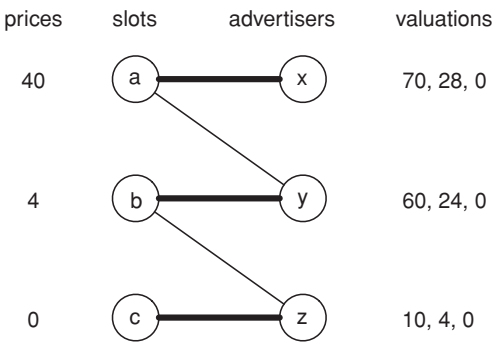 prices slots advertisers valuations
40 a x 70, 28, 0
4 b y 60, 24, 0
0 c z 10, 4, 0